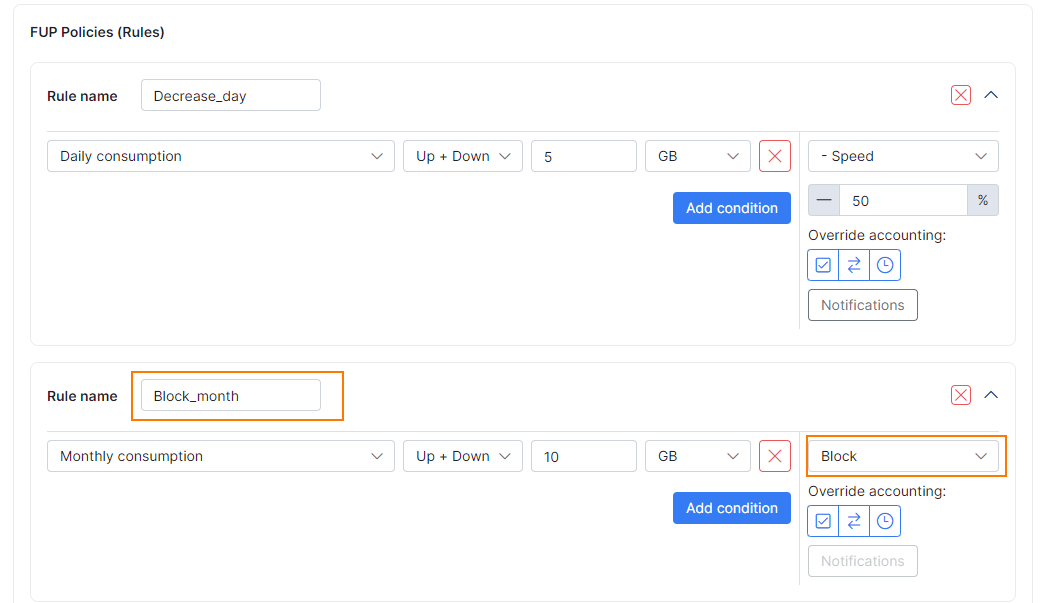 FUP Policies (Rules)
Rule name Decrease_day
Daily consumption Up + Down 5 GB - Speed
Add condition — 50 %
Override accounting:
Notifications
Rule name Block_month
Monthly consumption Up + Down 10 GB Block
Override accounting:
Add condition
Notifications